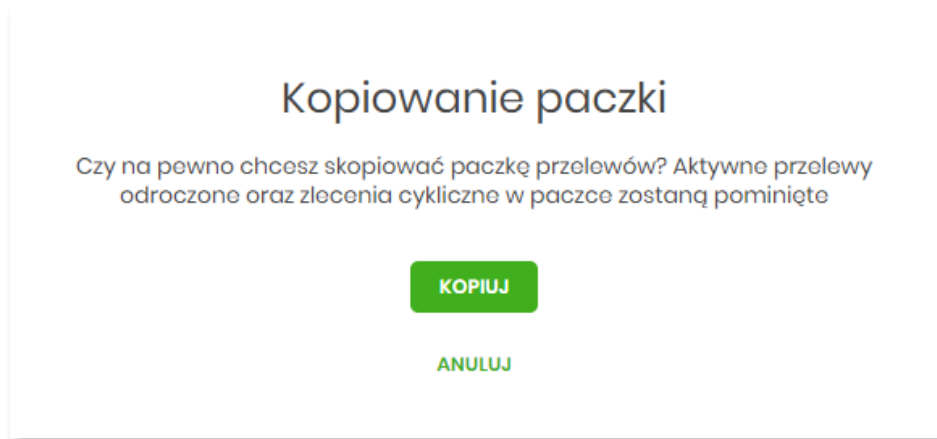 Kopiowanie paczki
Czy na pewno chcesz skopiować paczkę przelewów? Aktywne przelewy
odroczone oraz zlecenia cykliczne w paczce zostaną pominięte
KOPIUJ
ANULUJ